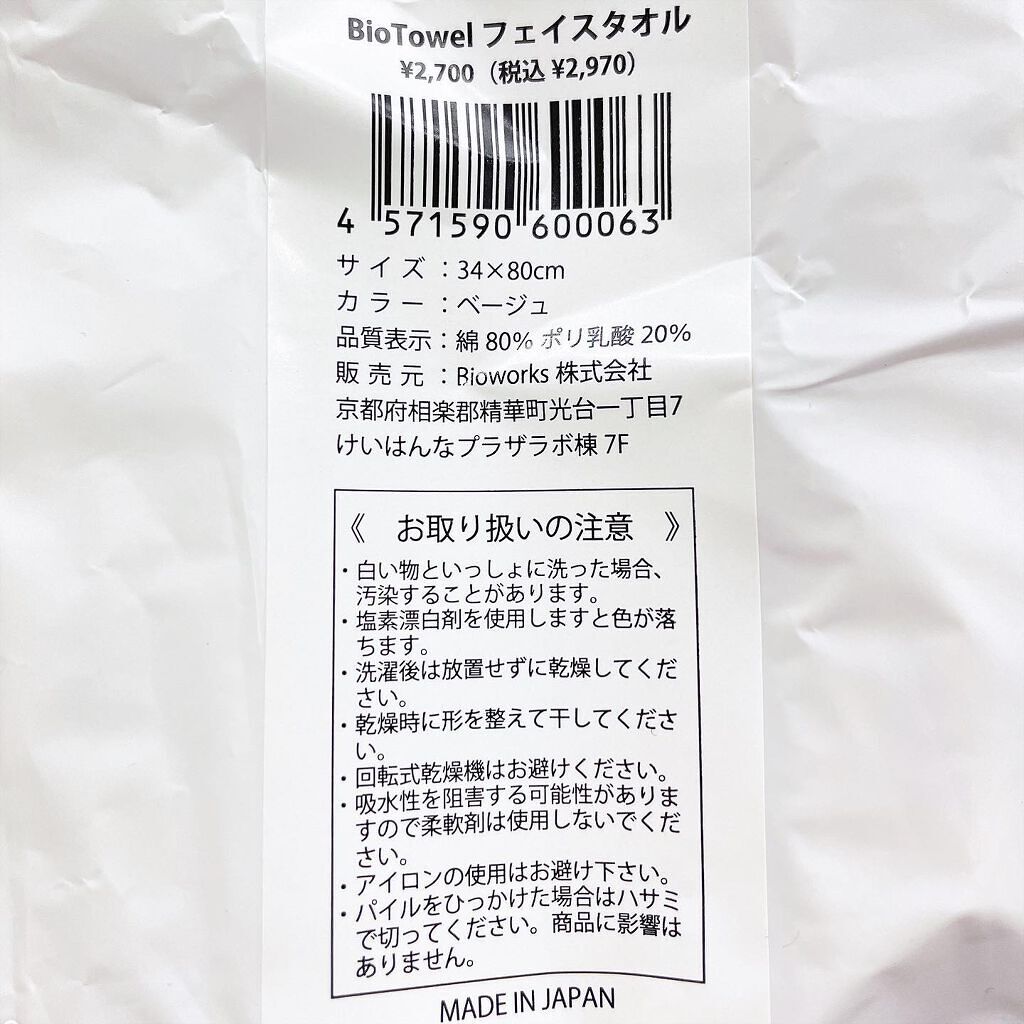 BioTowel フェイスタオル
¥2,700（税込 ¥2,970）
4 571590 600063
サイズ：34×80cm
カラー：ベージュ
品質表示：綿 80% ポリ乳酸 20%
販売元：Bioworks 株式会社
京都府相楽郡精華町光台一丁目7
けいはんなプラザラボ棟 7F
《 お取り扱いの注意 》
・白い物といっしょに洗った場合、
汚染することがあります。
・塩素漂白剤を使用しますと色が落
ちます。
・洗濯後は放置せずに乾燥してくだ
さい。
・乾燥時に形を整えて干してくださ
い。
・回転式乾燥機はお避けください。
・吸水性を阻害する可能性がありま
すので柔軟剤は使用しないでくだ
さい。
・アイロンの使用はお避け下さい。
・パイルをひっかけた場合はハサミ
で切ってください。商品に影響は
ありません。
MADE IN JAPAN